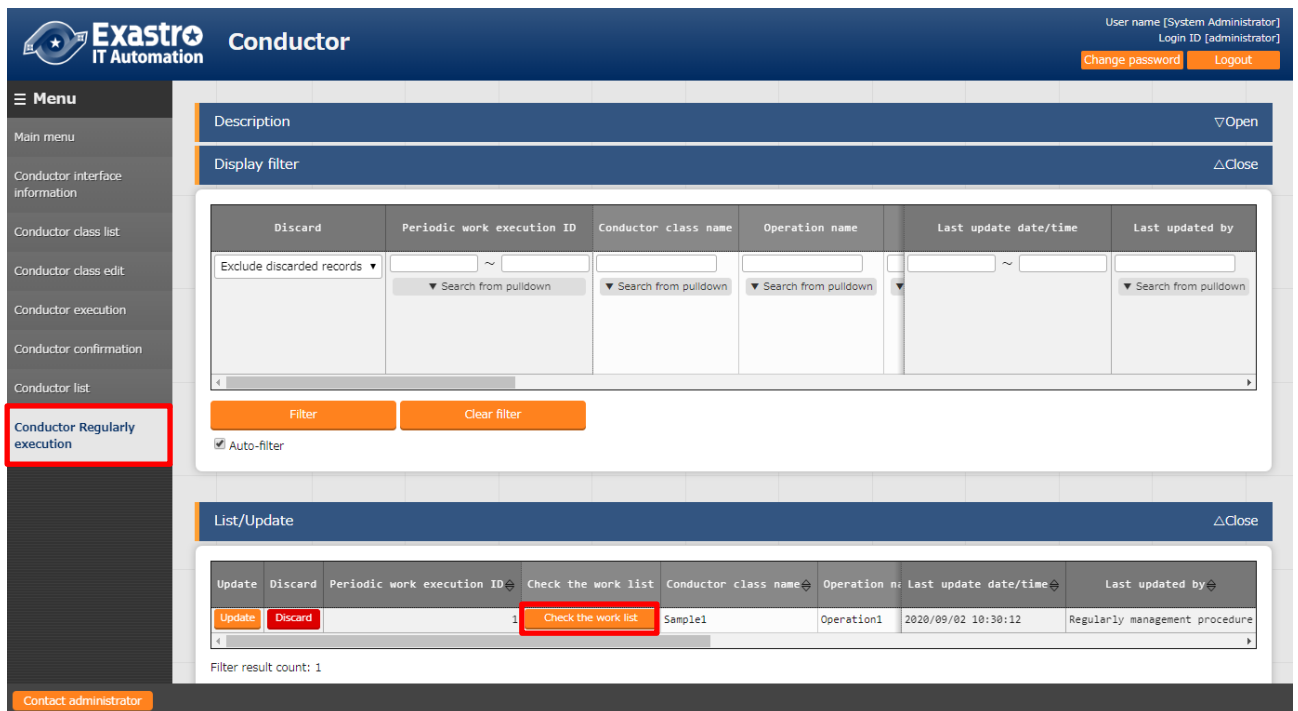 Exastro
IT Automation
Conductor
User name [System Administrator]
Login ID [administrator]
Change password
Logout
Menu
Main menu
Conductor interface
information
Conductor class list
Conductor class edit
Conductor execution
Conductor confirmation
Conductor list
Conductor Regularly
execution
Description
▽Open
Display filter
△Close
Discard
Periodic work execution ID
Conductor class name
Operation name
Last update date/time
Last updated by
Exclude discarded records ▼
~
~
▼ Search from pulldown
▼ Search from pulldown
▼ Search from pulldown
▼
▼ Search from pulldown
Filter
Clear filter
Auto-filter
List/Update
△Close
Update
Discard
Periodic work execution ID
Check the work list
Conductor class name
Operation na
Last update date/time
Last updated by
Update
Discard
1
Check the work list
Sample1
Operation1
2020/09/02 10:30:12
Regularly management procedure
Filter result count: 1
Contact administrator